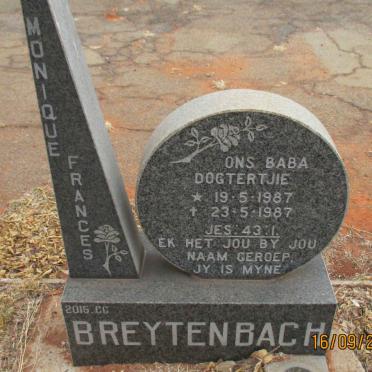 MONIQUE FRANCES
ONS BABA
DOGTERTJIE
* 19-5-1987
† 23-5-1987
JES. 43:1.
EK HET JOU BY JOU
NAAM GEROEP,
JY IS MYNE
2015.CC
BREYTENBACH
16/09/2